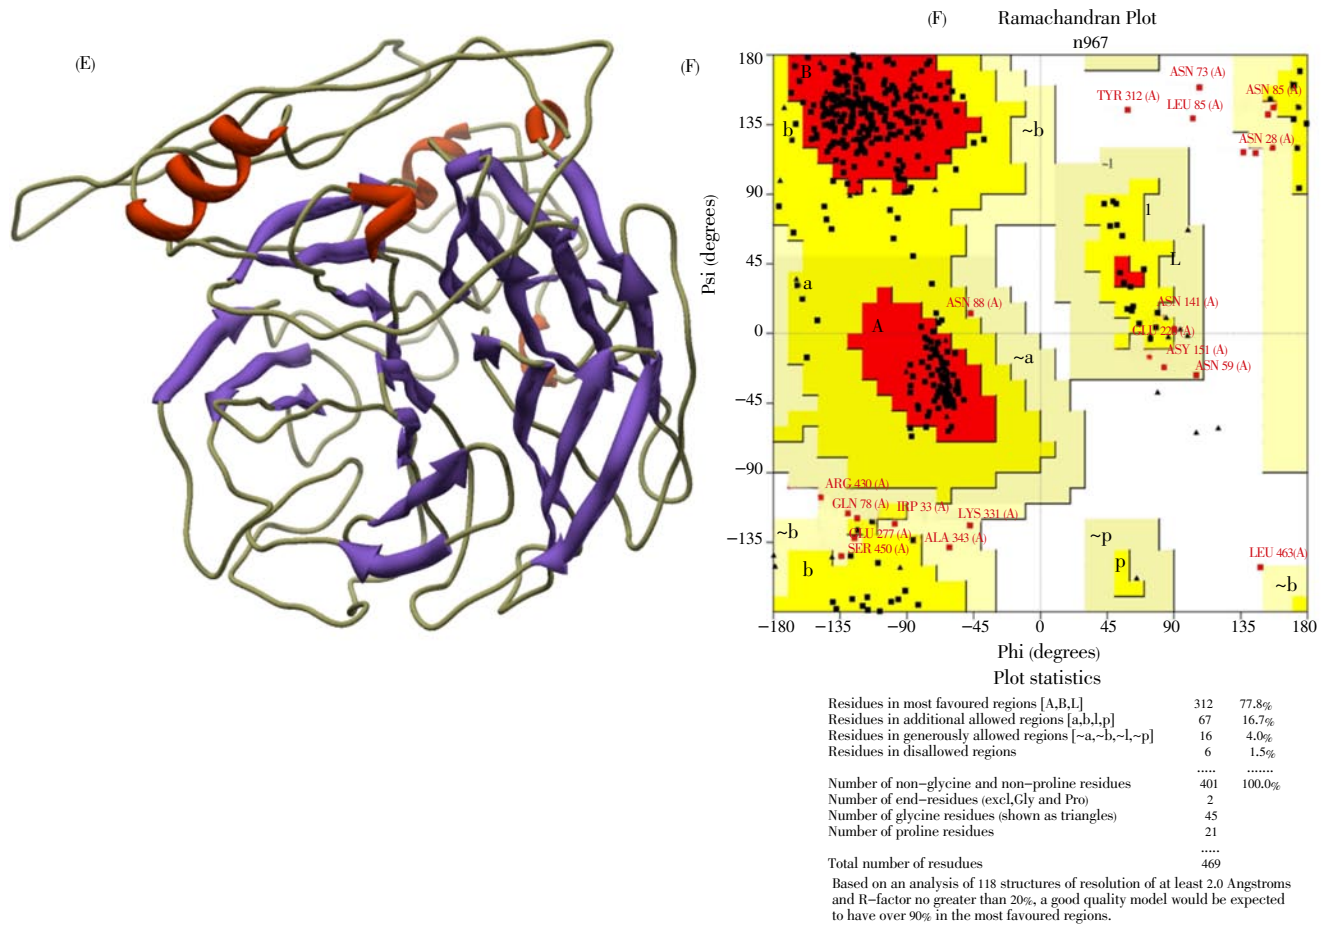 (E)
(F)
(F)
Ramachandran Plot
n967
180
135
90
45
0
−45
−90
−135
Psi (degrees)
B
b
~b
ASN 73 (A)
TYR 312 (A)
LEU 85 (A)
ASN 85 (A)
ASN 28 (A)
~l
l
L
a
A
ASN 88 (A)
~a
ASN 141 (A)
ASY 151 (A)
ASN 59 (A)
ARG 430 (A)
GLN 78 (A)
IRP 33 (A)
LYS 331 (A)
GLU 277 (A)
ALA 343 (A)
SER 450 (A)
~b
b
~p
p
LEU 463(A)
~b
−180
−135
−90
−45
0
45
90
135
180
Phi (degrees)
Plot statistics
Residues in most favoured regions [A,B,L] 312 77.8%
Residues in additional allowed regions [a,b,l,p] 67 16.7%
Residues in generously allowed regions [~a,~b,~l,~p] 16 4.0%
Residues in disallowed regions 6 1.5%
..... .......
Number of non−glycine and non−proline residues 401 100.0%
Number of end−residues (excl,Gly and Pro) 2
Number of glycine residues (shown as triangles) 45
Number of proline residues 21
.....
Total number of resudues 469
Based on an analysis of 118 structures of resolution of at least 2.0 Angstroms
and R−factor no greater than 20%, a good quality model would be expected
to have over 90% in the most favoured regions.